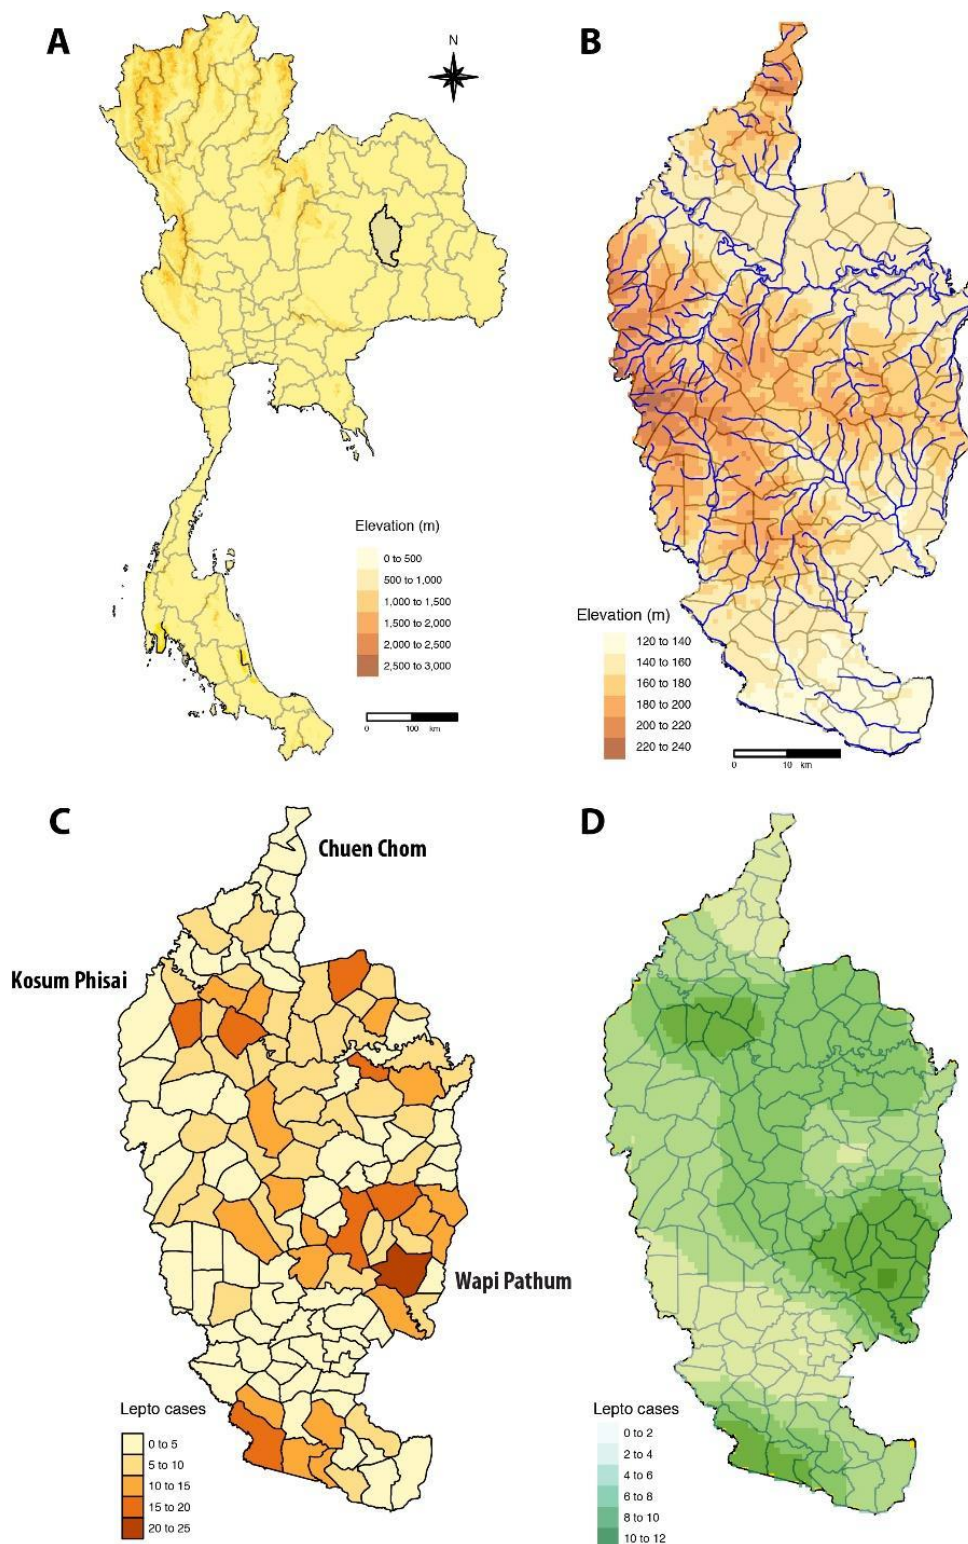 A
N
Elevation (m)
0 to 500
500 to 1,000
1,000 to 1,500
1,500 to 2,000
2,000 to 2,500
2,500 to 3,000
0 100 km
B
Elevation (m)
120 to 140
140 to 160
160 to 180
180 to 200
200 to 220
220 to 240
0 10 km
C
Chuen Chom
Kosum Phisai
Wapi Pathum
Lepto cases
0 to 5
5 to 10
10 to 15
15 to 20
20 to 25
D
Lepto cases
0 to 2
2 to 4
4 to 6
6 to 8
8 to 10
10 to 12